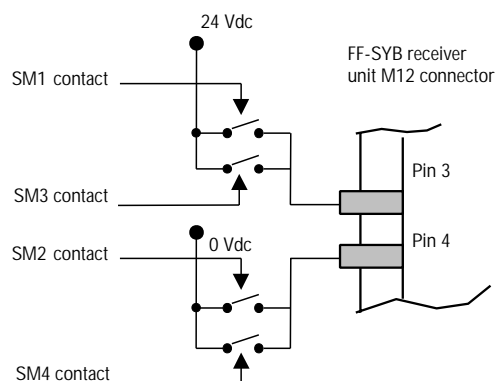 24 Vdc
FF-SYB receiver
unit M12 connector
SM1 contact
Pin 3
SM3 contact
Pin 4
SM2 contact
0 Vdc
SM4 contact